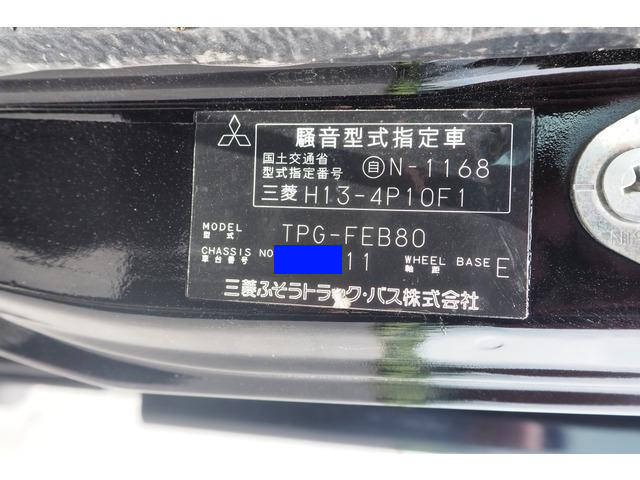 騒音型式指定車
国土交通省
型式指定番号 自N-1168
三菱 H13-4P10F1
MODEL
型式 TPG-FEB80
CHASSIS NO
車台番号 11 WHEEL BASE
軸距 E
三菱ふそうトラック・バス株式会社